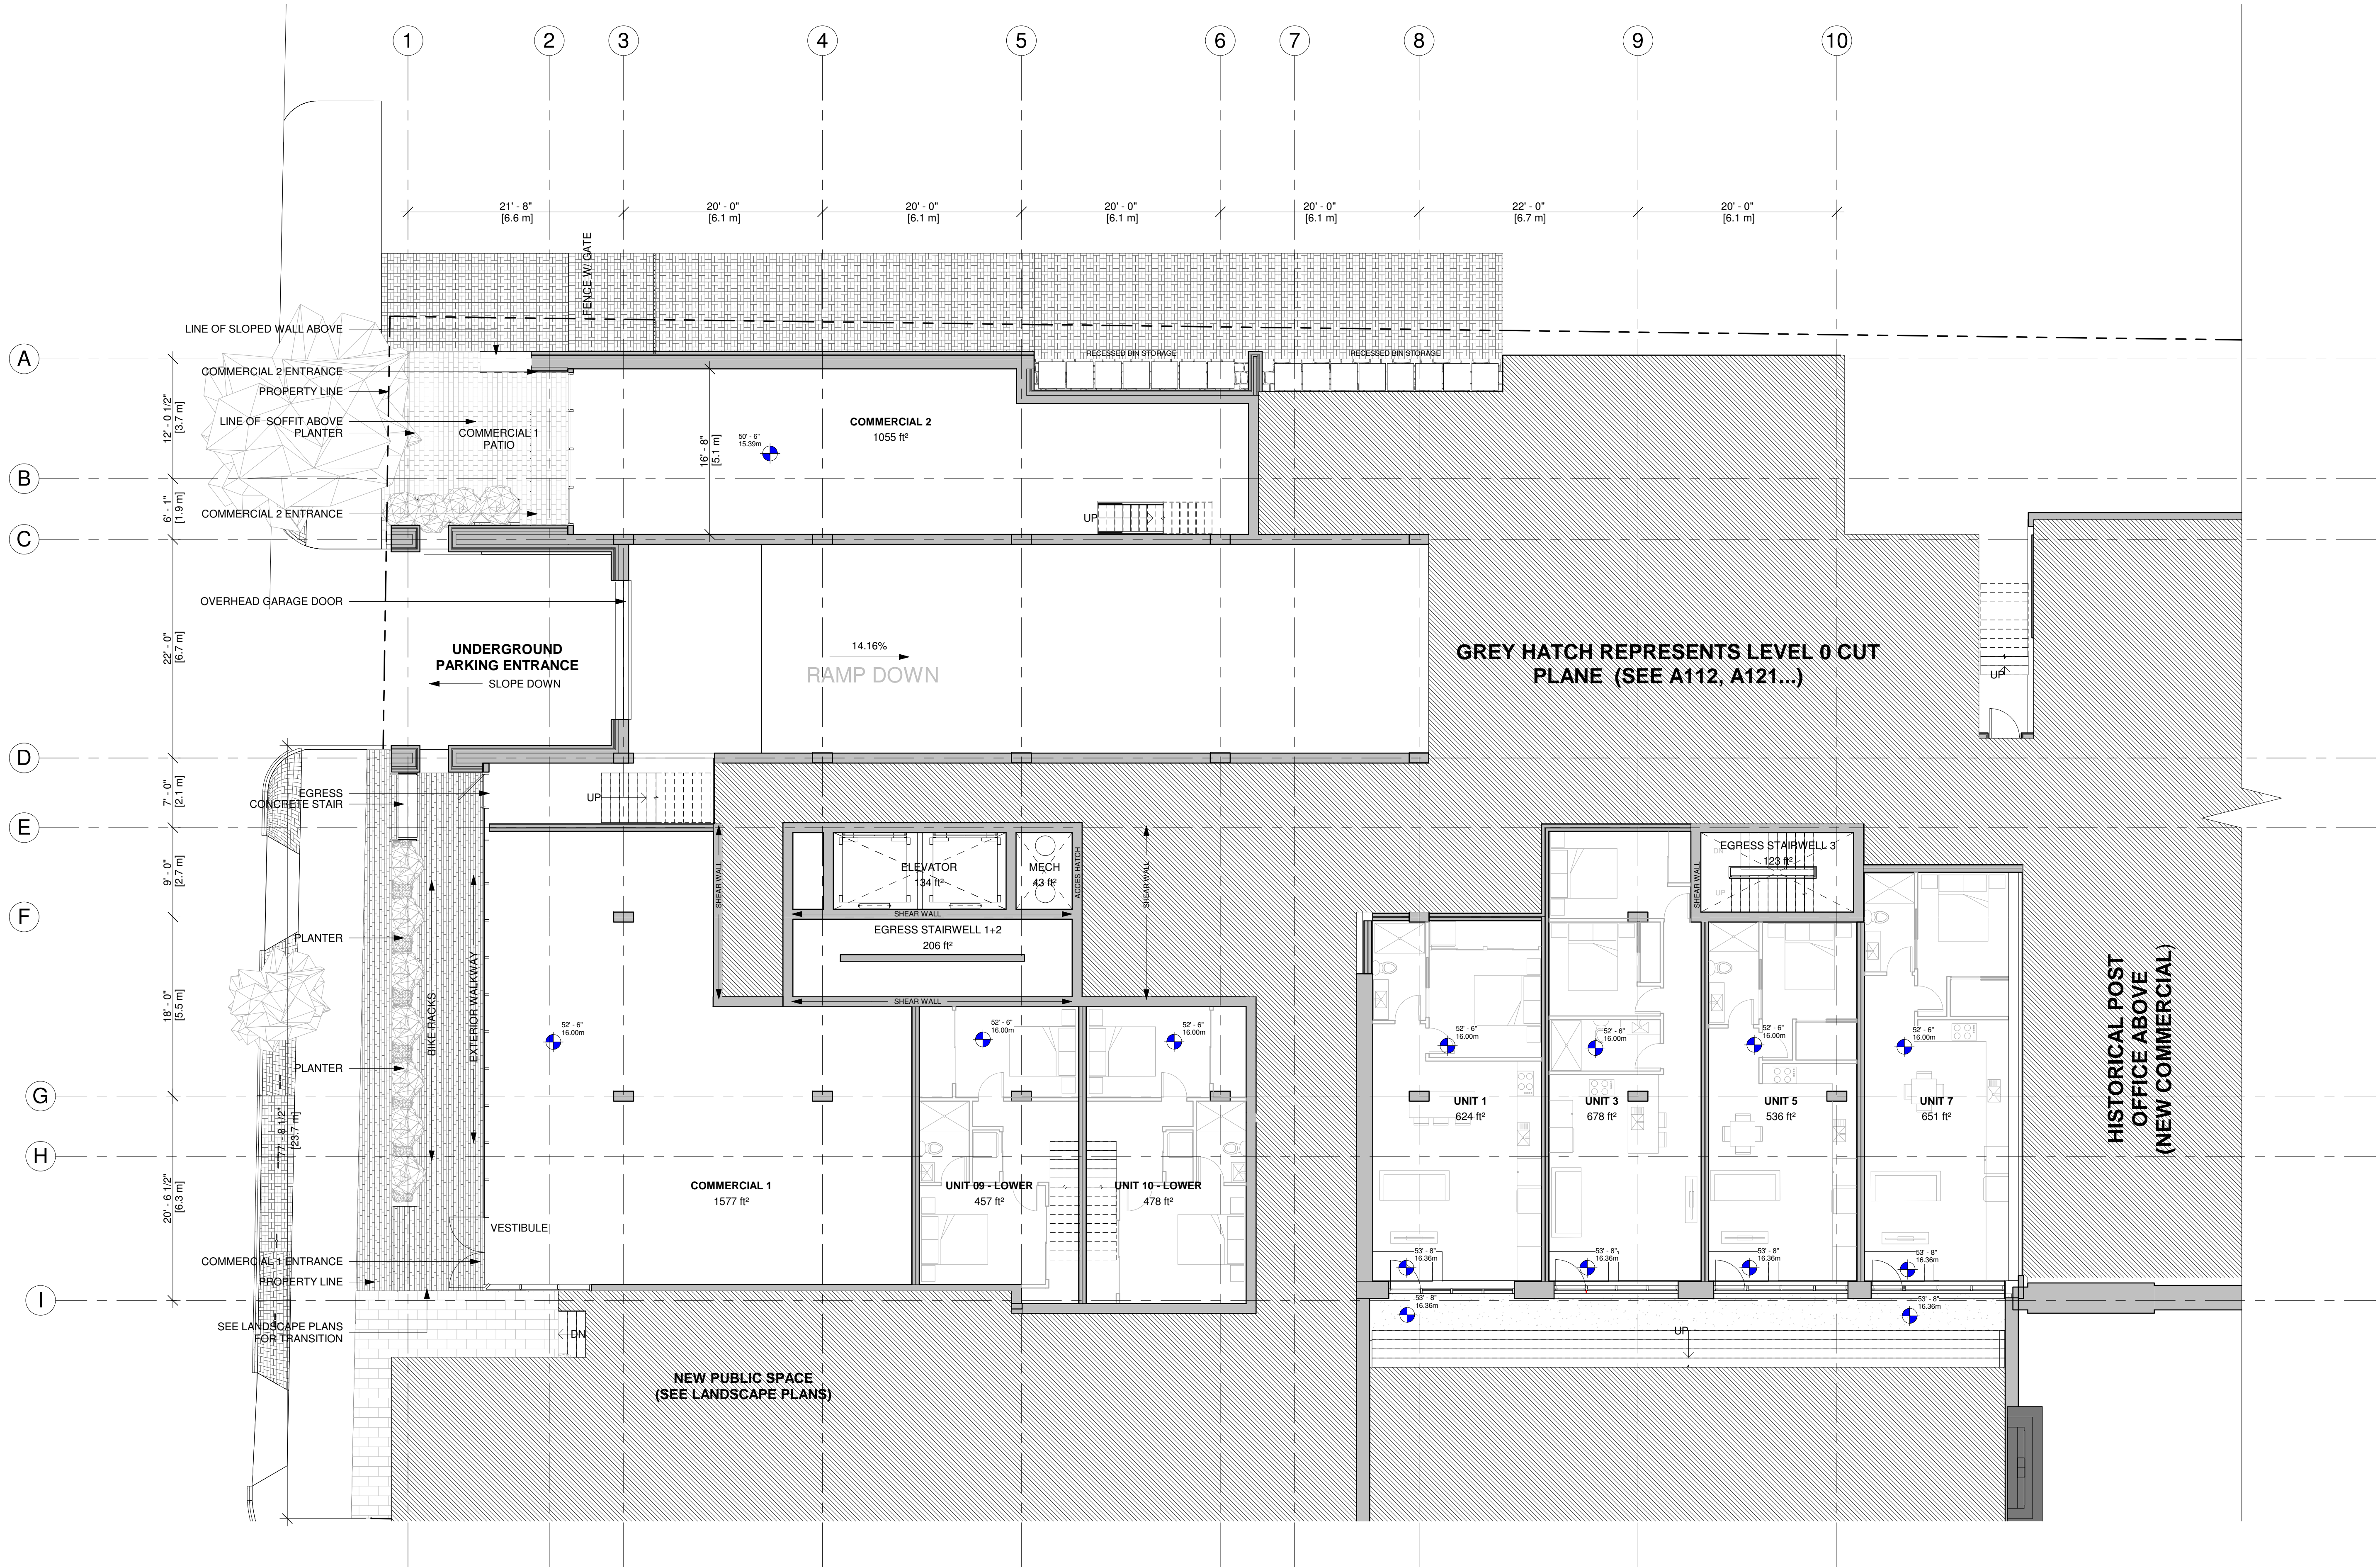 1
2
3
4
5
6
7
8
9
10
21' - 8"
[6.6 m]
20' - 0"
[6.1 m]
20' - 0"
[6.1 m]
20' - 0"
[6.1 m]
20' - 0"
[6.1 m]
22' - 0"
[6.7 m]
20' - 0"
[6.1 m]
FENCE W/ GATE
LINE OF SLOPED WALL ABOVE
A
RECESSED BIN STORAGE
RECESSED BIN STORAGE
COMMERCIAL 2 ENTRANCE
PROPERTY LINE
LINE OF SOFFIT ABOVE
PLANTER
12' - 0 1/2"
[3.7 m]
COMMERCIAL 1
PATIO
16' - 8"
[5.1 m]
50' - 6"
15.39m
COMMERCIAL 2
1055 ft²
B
6' - 1"
[1.9 m]
COMMERCIAL 2 ENTRANCE
UP
C
OVERHEAD GARAGE DOOR
22' - 0"
[6.7 m]
UNDERGROUND
PARKING ENTRANCE
SLOPE DOWN
14.16%
RAMP DOWN
GREY HATCH REPRESENTS LEVEL 0 CUT
PLANE (SEE A112, A121...)
UP
D
7' - 0"
[2.1 m]
EGRESS
CONCRETE STAIR
UP
E
9' - 0"
[2.7 m]
SHEAR WALL
ELEVATOR
134 ft²
MECH
43 ft²
ACCES HATCH
SHEAR WALL
SHEAR WALL
EGRESS STAIRWELL 3
123 ft²
DN
UP
SHEAR WALL
F
EGRESS STAIRWELL 1+2
206 ft²
SHEAR WALL
PLANTER
BIKE RACKS
EXTERIOR WALKWAY
18' - 0"
[5.5 m]
PLANTER
52' - 6"
16.00m
52' - 6"
16.00m
52' - 6"
16.00m
52' - 6"
16.00m
52' - 6"
16.00m
52' - 6"
16.00m
52' - 6"
16.00m
HISTORICAL POST
OFFICE ABOVE
(NEW COMMERCIAL)
G
77' - 8 1/2"
[23.7 m]
UNIT 1
624 ft²
UNIT 3
678 ft²
UNIT 5
536 ft²
UNIT 7
651 ft²
H
20' - 6 1/2"
[6.3 m]
COMMERCIAL 1
1577 ft²
UNIT 09 - LOWER
457 ft²
UNIT 10 - LOWER
478 ft²
VESTIBULE
COMMERCIAL 1 ENTRANCE
PROPERTY LINE
53' - 8"
16.36m
53' - 8"
16.36m
53' - 8"
16.36m
53' - 8"
16.36m
I
53' - 8"
16.36m
53' - 8"
16.36m
SEE LANDSCAPE PLANS
FOR TRANSITION
DN
UP
NEW PUBLIC SPACE
(SEE LANDSCAPE PLANS)